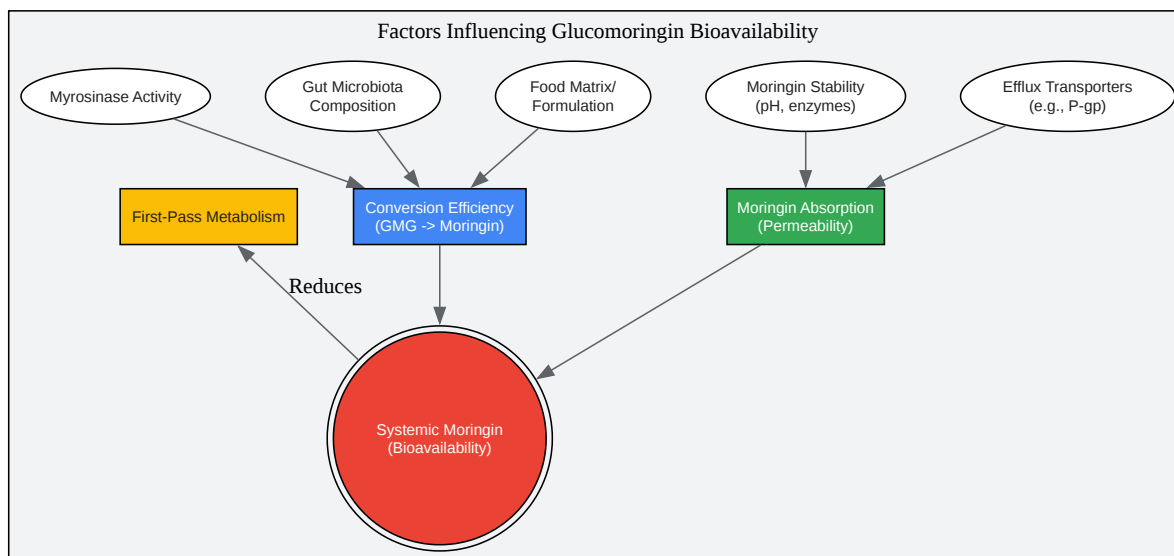 Factors Influencing Glucomoringin Bioavailability
Myrosinase Activity
Gut Microbiota
Composition
Food Matrix/
Formulation
Moringin Stability
(pH, enzymes)
Efflux Transporters
(e.g., P-gp)
First-Pass Metabolism
Conversion Efficiency
(GMG -> Moringin)
Moringin Absorption
(Permeability)
Reduces
Systemic Moringin
(Bioavailability)